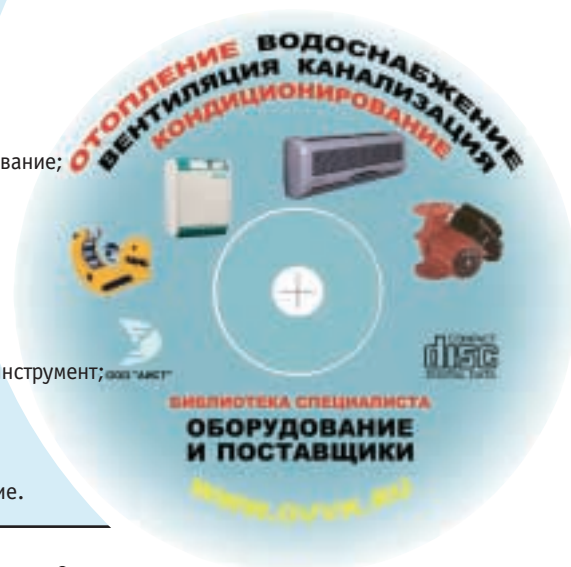 ОТОПЛЕНИЕ ВОДОСНАБЖЕНИЕ
ВЕНТИЛЯЦИЯ КАНАЛИЗАЦИЯ
КОНДИЦИОНИРОВАНИЕ
вание;
нструмент;
ООО "АИСТ"
COMPACT
disc
DIGITAL DATA
БИБЛИОТЕКА СПЕЦИАЛИСТА
ОБОРУДОВАНИЕ
И ПОСТАВЩИКИ
WWW.OVVK.RU
ие.